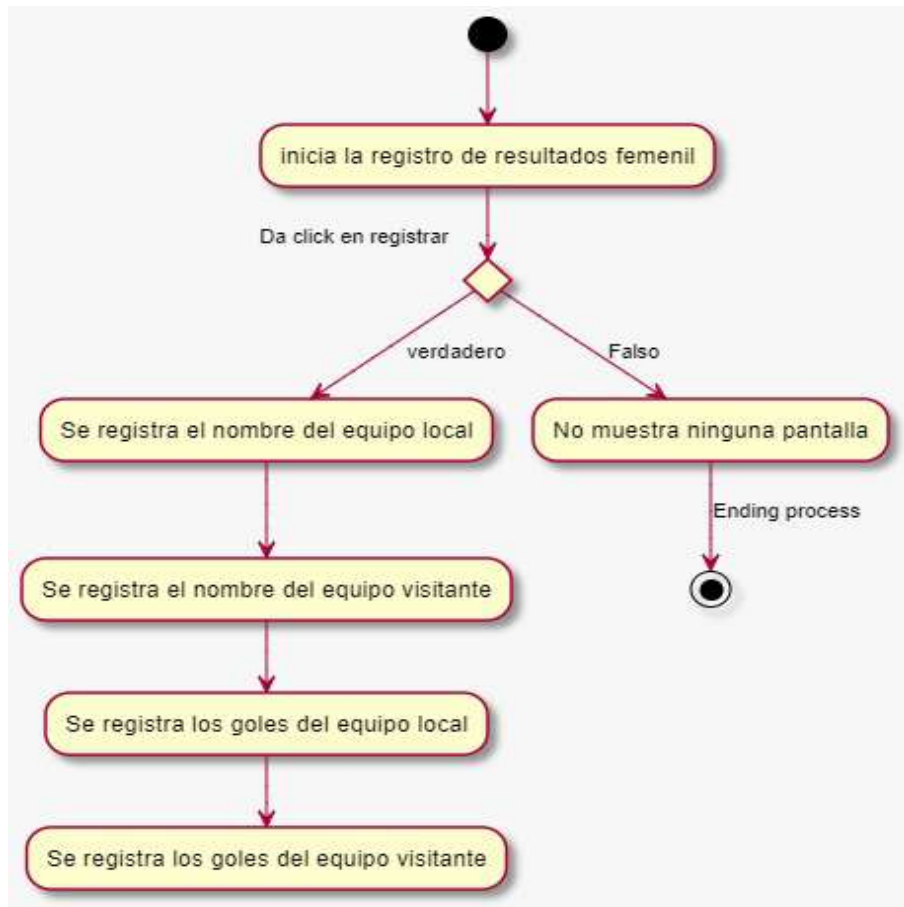 inicia la registro de resultados femenil
Da click en registrar
verdadero
Falso
Se registra el nombre del equipo local
No muestra ninguna pantalla
Ending process
Se registra el nombre del equipo visitante
Se registra los goles del equipo local
Se registra los goles del equipo visitante